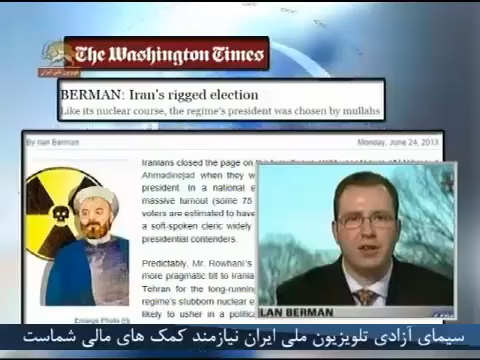 The Washington Times
BERMAN: Iran's rigged election
Like its nuclear course, the regime's president was chosen by mullahs
By Ilan Berman
Monday, June 24, 2013
Iranians closed the page on the
Ahmadinejad when they w
president. In a national e
massive turnout (some 75
voters are estimated to have
a soft-spoken cleric widely
presidential contenders.
Predictably, Mr. Rowhani's
more pragmatic tilt to Irania
Tehran for the long-running
regime's stubborn nuclear e
likely to usher in a politica
Enlarge Photo
ILAN BERMAN
سیمای آزادی تلویزیون ملی ایران نیازمند کمک های مالی شماست